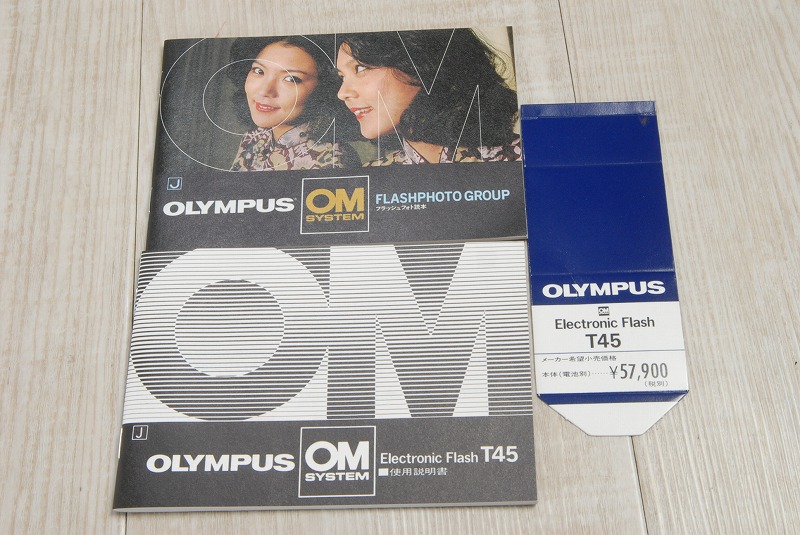 OM
J
OLYMPUS
OM
SYSTEM
FLASHPHOTO GROUP
フラッシュフォト読本
OM
J
OLYMPUS
OM
SYSTEM
Electronic Flash T45
■使用説明書
OLYMPUS
OM
Electronic Flash
T45
メーカー希望小売価格
本体(電池別)……¥57,900
(税別)